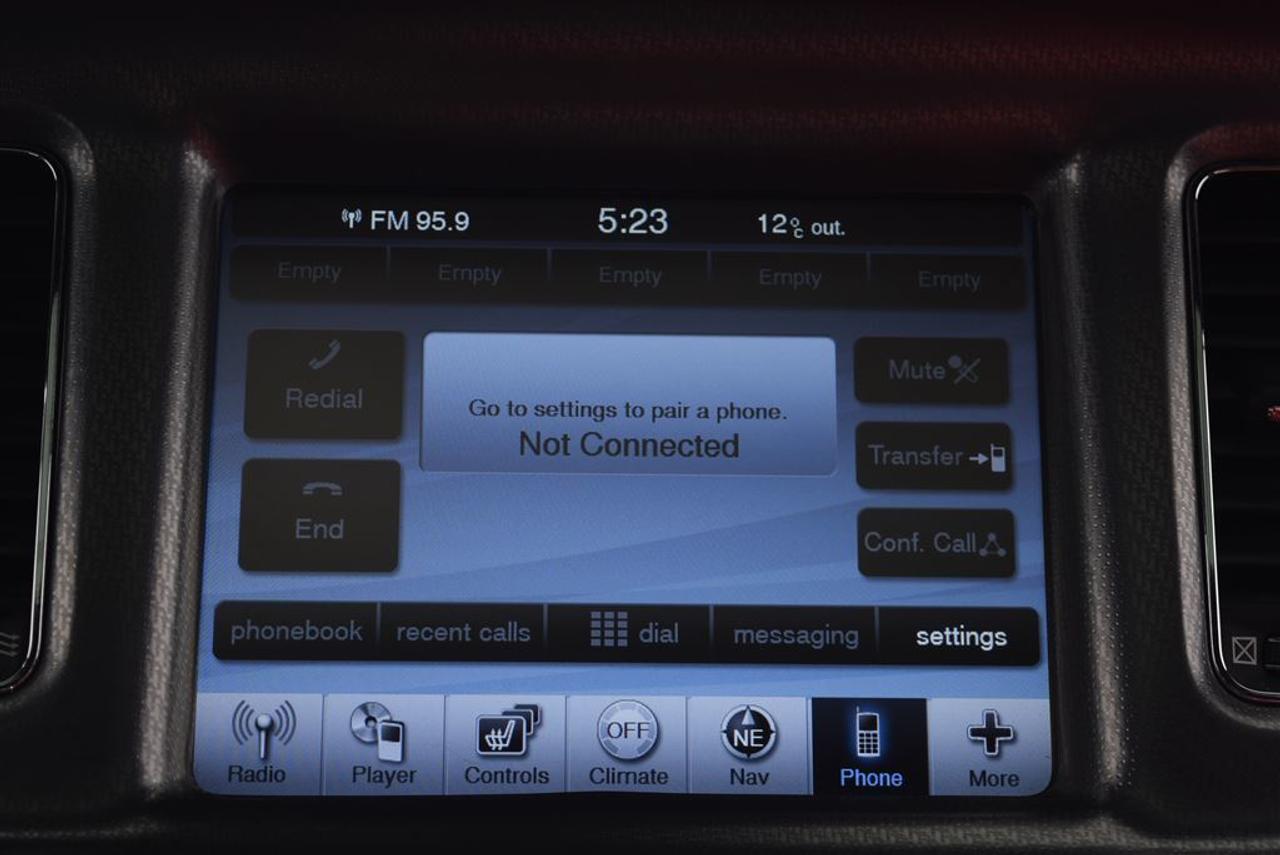 FM 95.9 5:23 12°C out.
Empty Empty Empty Empty Empty
Redial
Go to settings to pair a phone.
Not Connected
Mute
Transfer
End
Conf. Call
phonebook recent calls dial messaging settings
OFF NE
Radio Player Controls Climate Nav Phone More